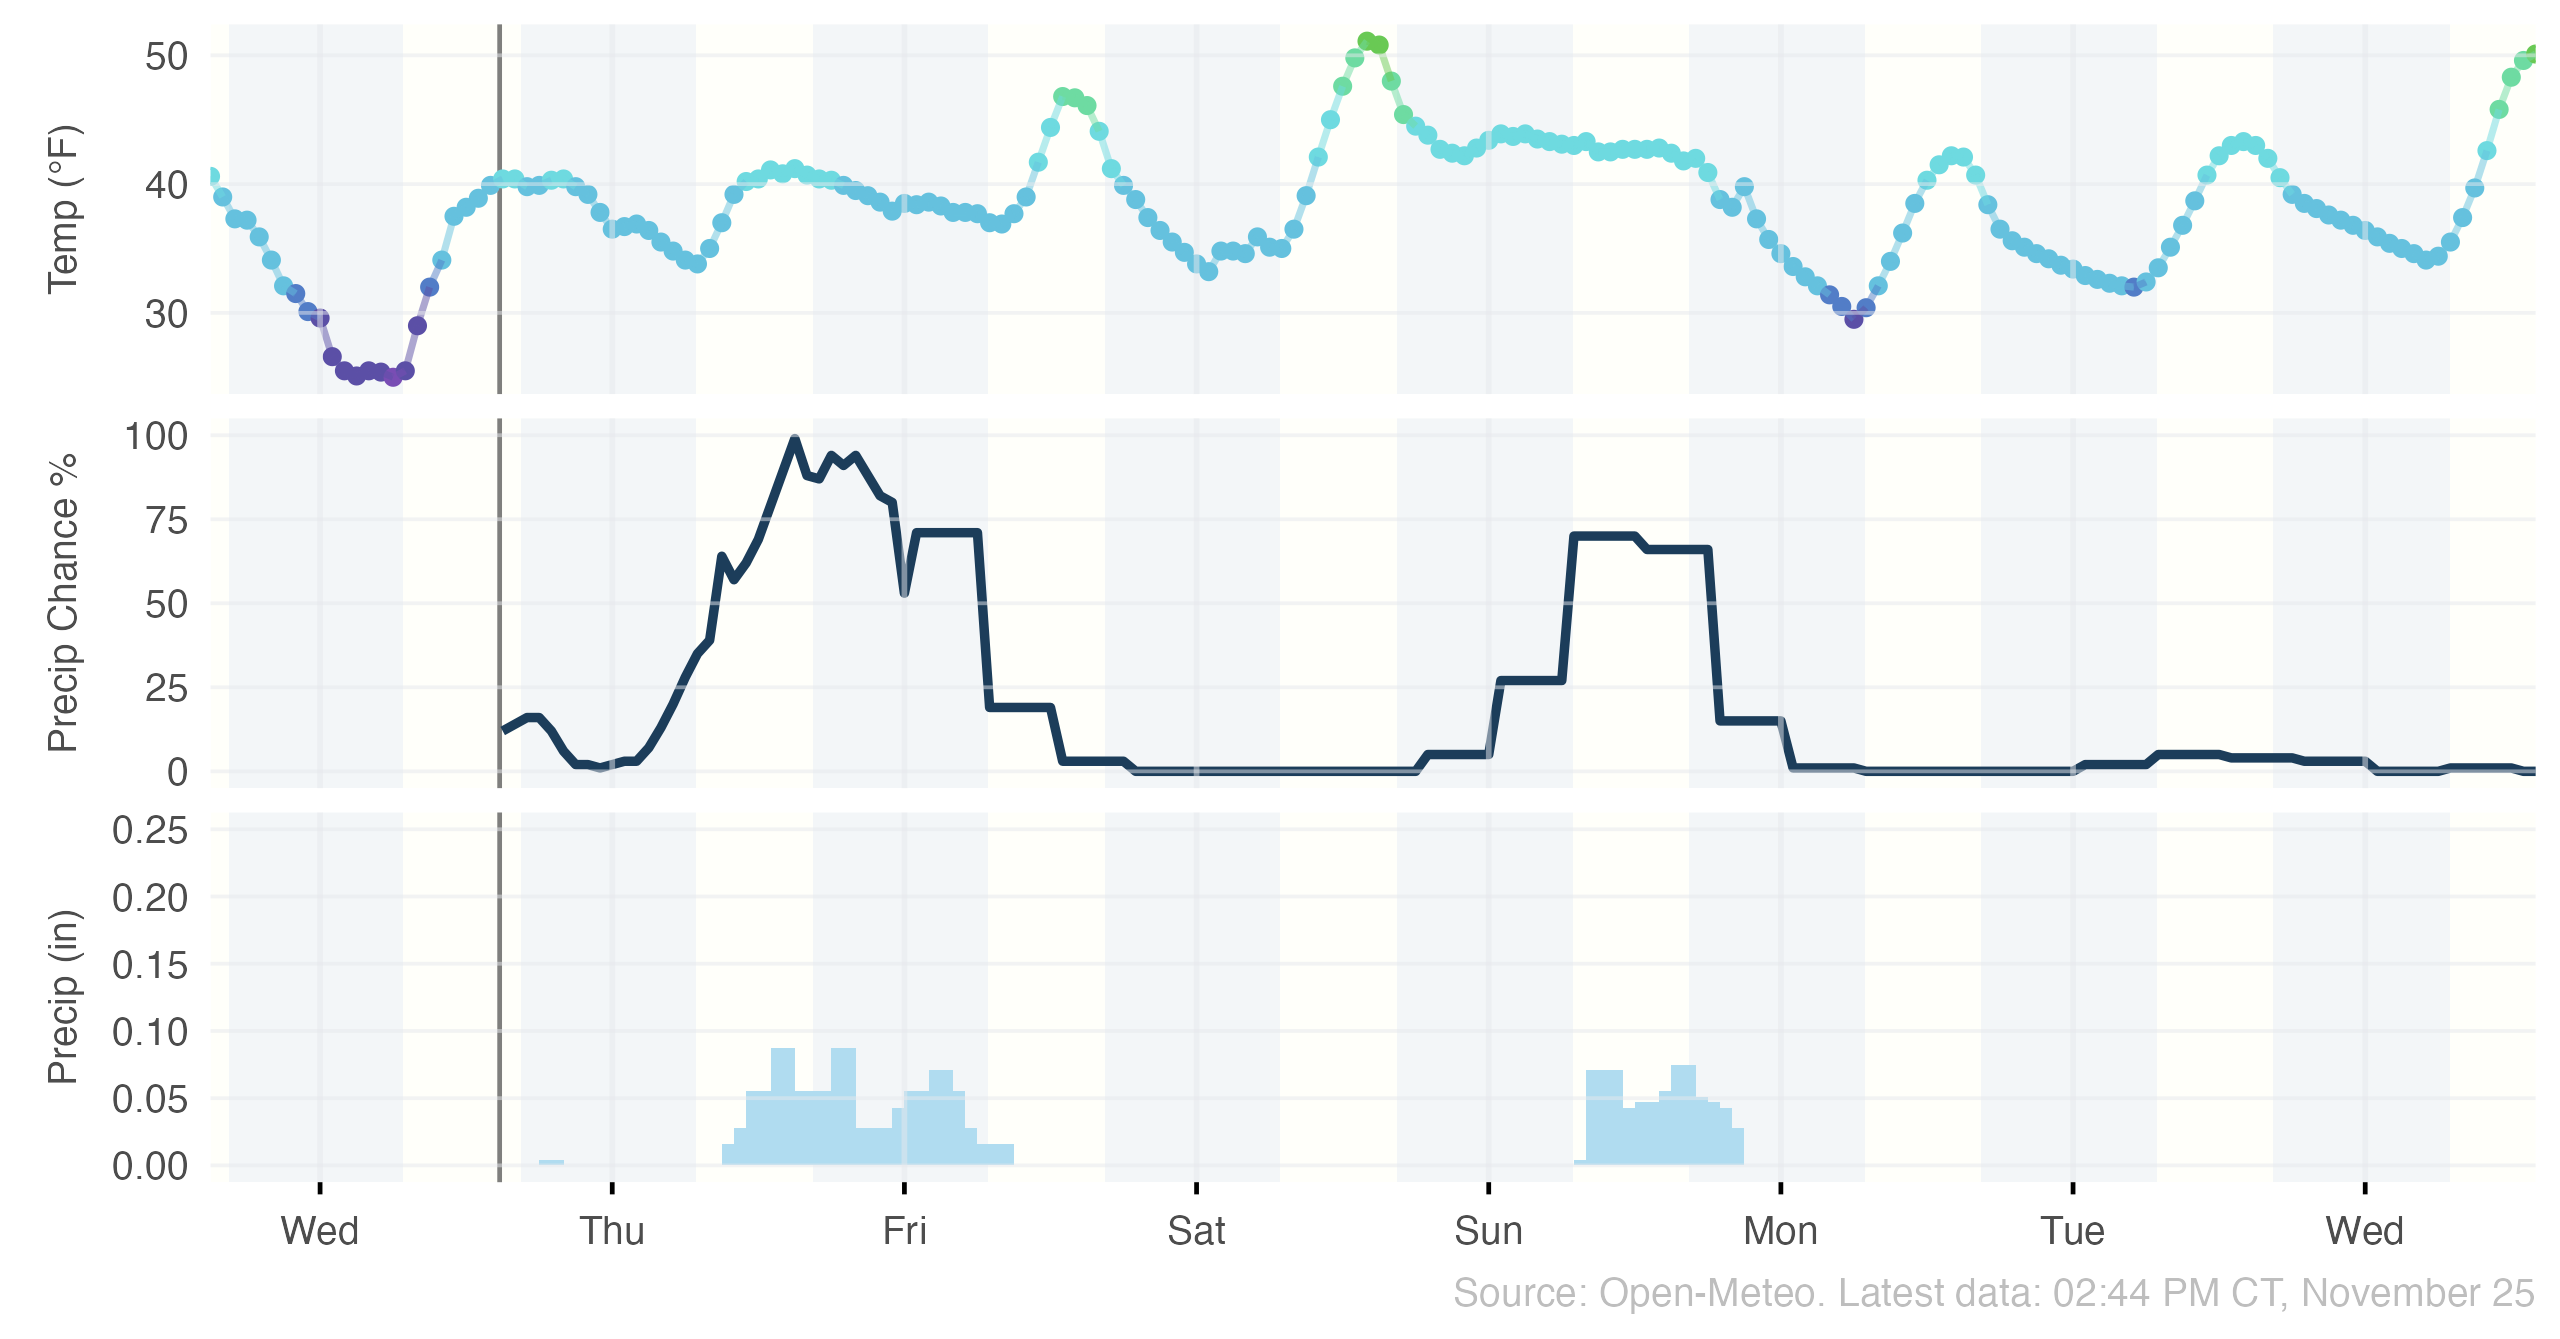 Temp (°F)
50
40
30
Precip Chance %
100
75
50
25
0
Precip (in)
0.25
0.20
0.15
0.10
0.05
0.00
Wed Thu Fri Sat Sun Mon Tue Wed
Source: Open-Meteo. Latest data: 02:44 PM CT, November 25